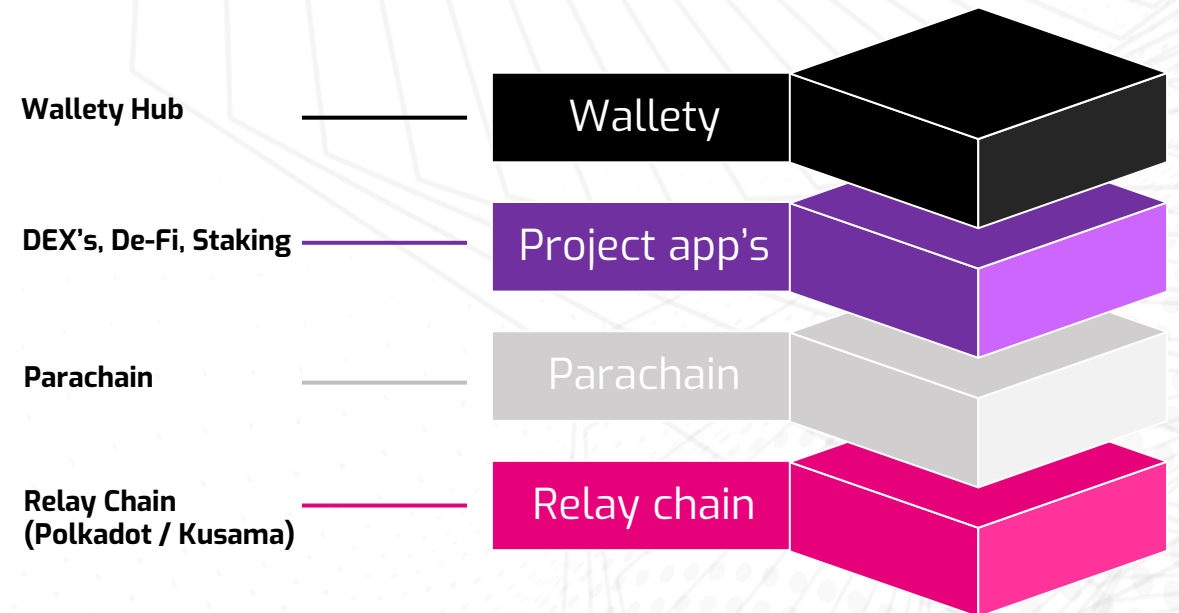 Wallety Hub
Wallety
DEX’s, De-Fi, Staking
Project app’s
Parachain
Parachain
Relay Chain
(Polkadot / Kusama)
Relay chain